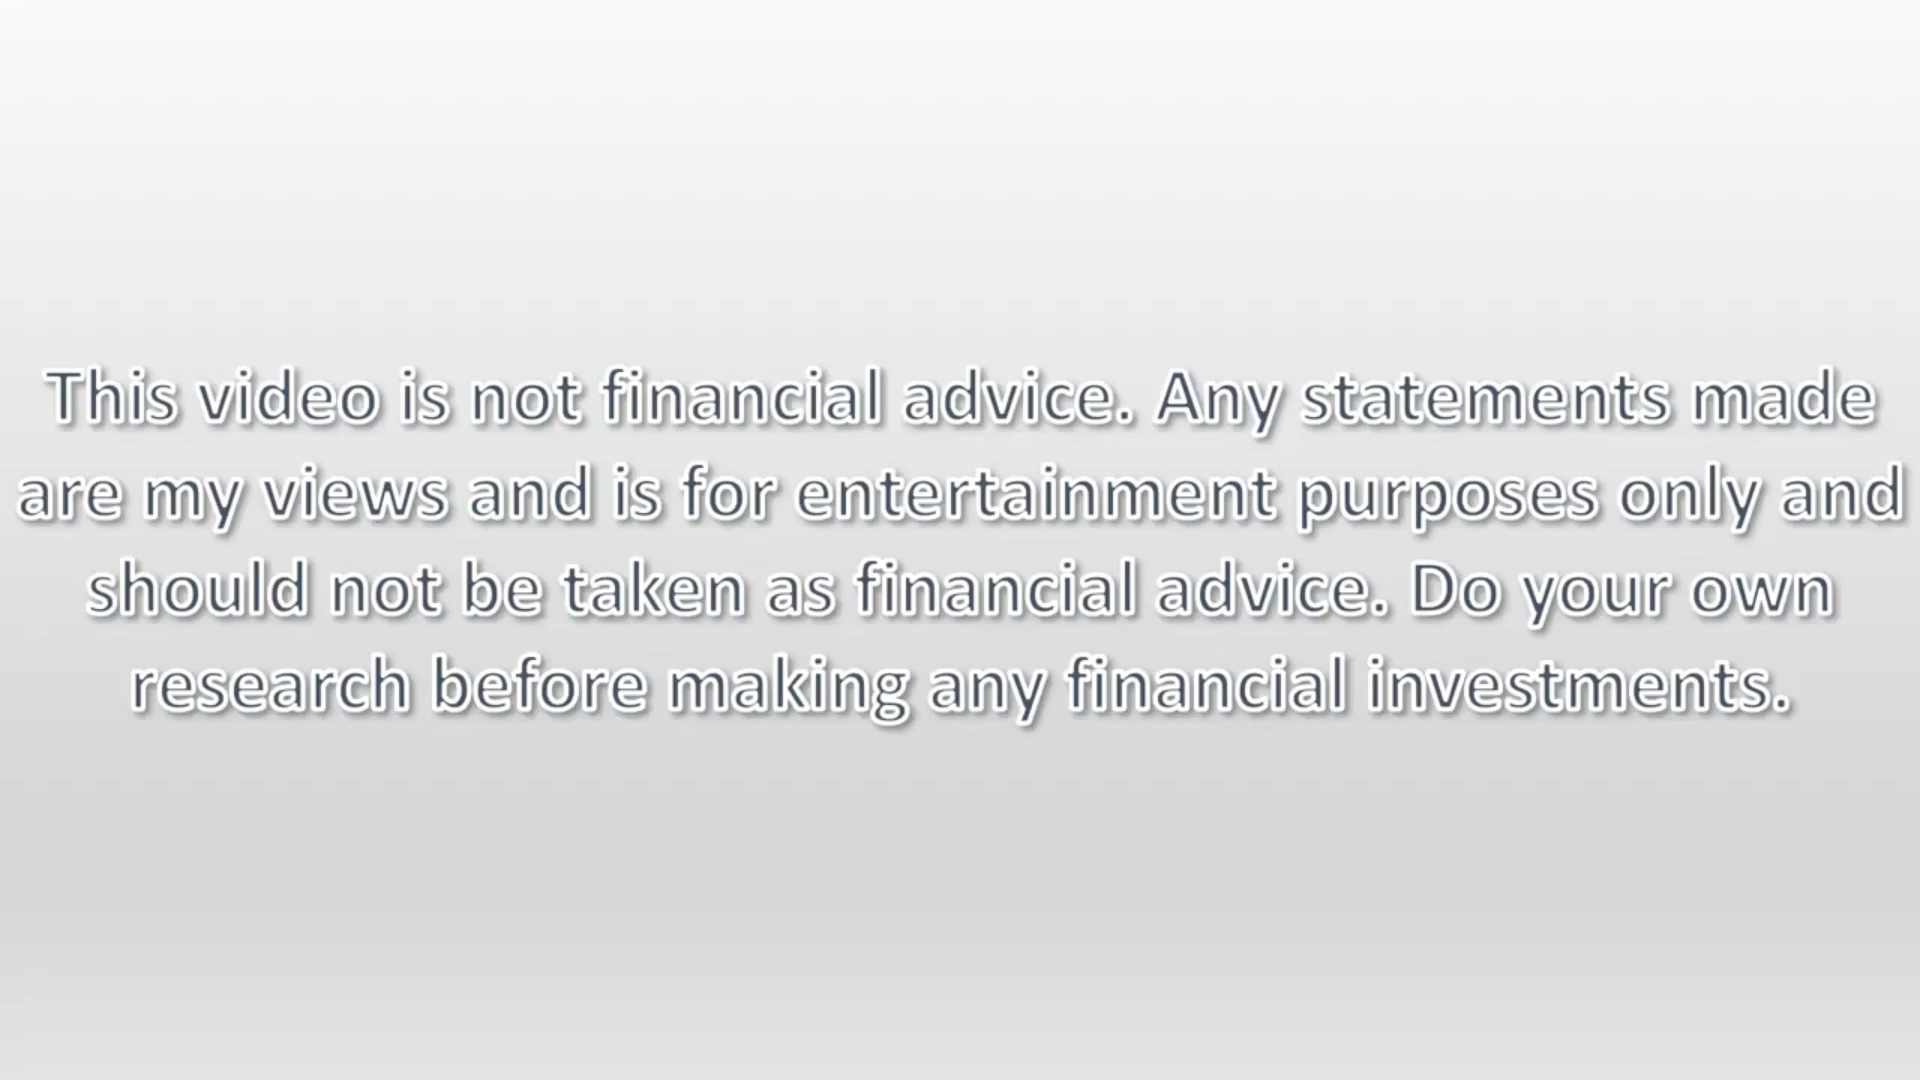 This video is not financial advice. Any statements made
are my views and is for entertainment purposes only and
should not be taken as financial advice. Do your own
research before making any financial investments.